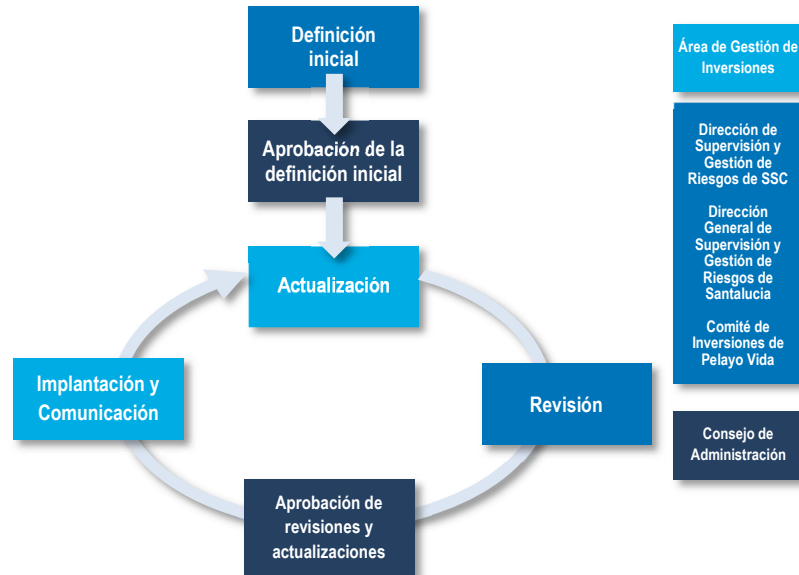 Definición
inicial
Aprobación de la
definición inicial
Actualización
Implantación y
Comunicación
Revisión
Aprobación de
revisiones y
actualizaciones
Área de Gestión de
Inversiones
Dirección de
Supervisión y
Gestión de
Riesgos de SSC
Dirección
General de
Supervisión y
Gestión de
Riesgos de
Santalucia
Comité de
Inversiones de
Pelayo Vida
Consejo de
Administración